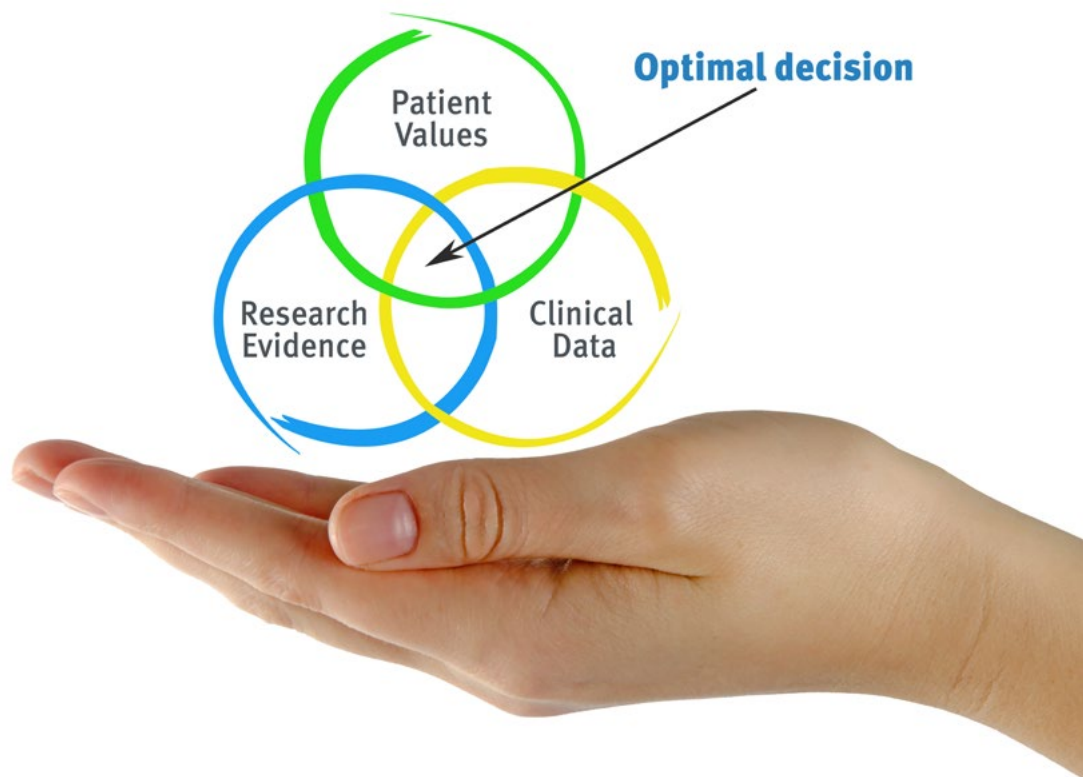 Optimal decision
Patient
Values
Research
Evidence
Clinical
Data